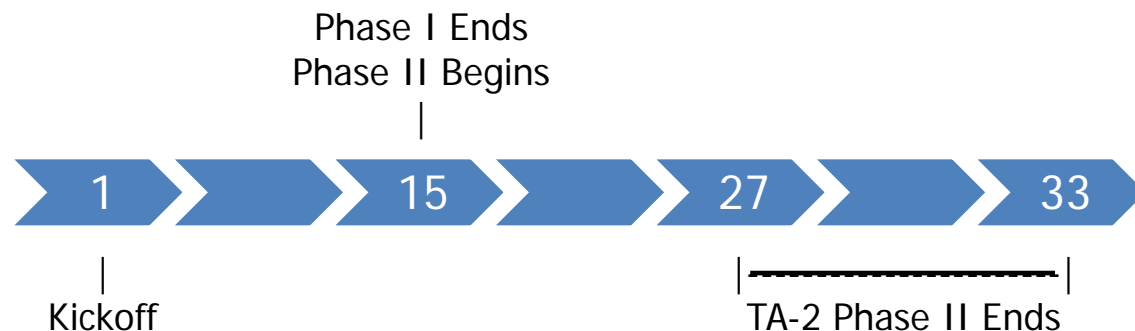 Phase I Ends
Phase II Begins
1 15 27 33
Kickoff TA-2 Phase II Ends